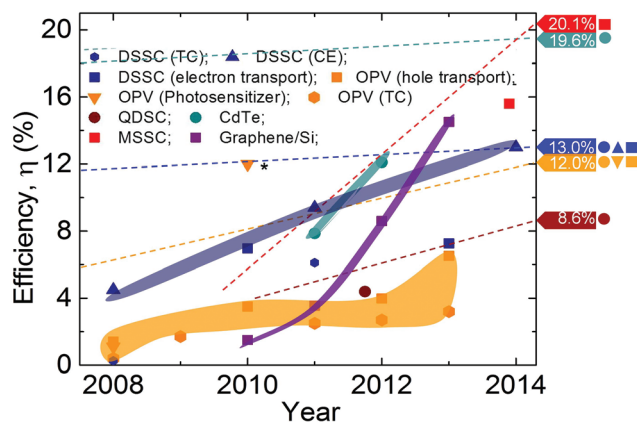 20
16
12
8
4
0
Efficiency, η (%)
DSSC (TC); DSSC (CE);
DSSC (electron transport); OPV (hole transport);
OPV (Photosensitizer); OPV (TC)
QDSC; CdTe;
MSSC; Graphene/Si;
*
20.1%
19.6%
13.0%
12.0%
8.6%
2008 2010 2012 2014
Year